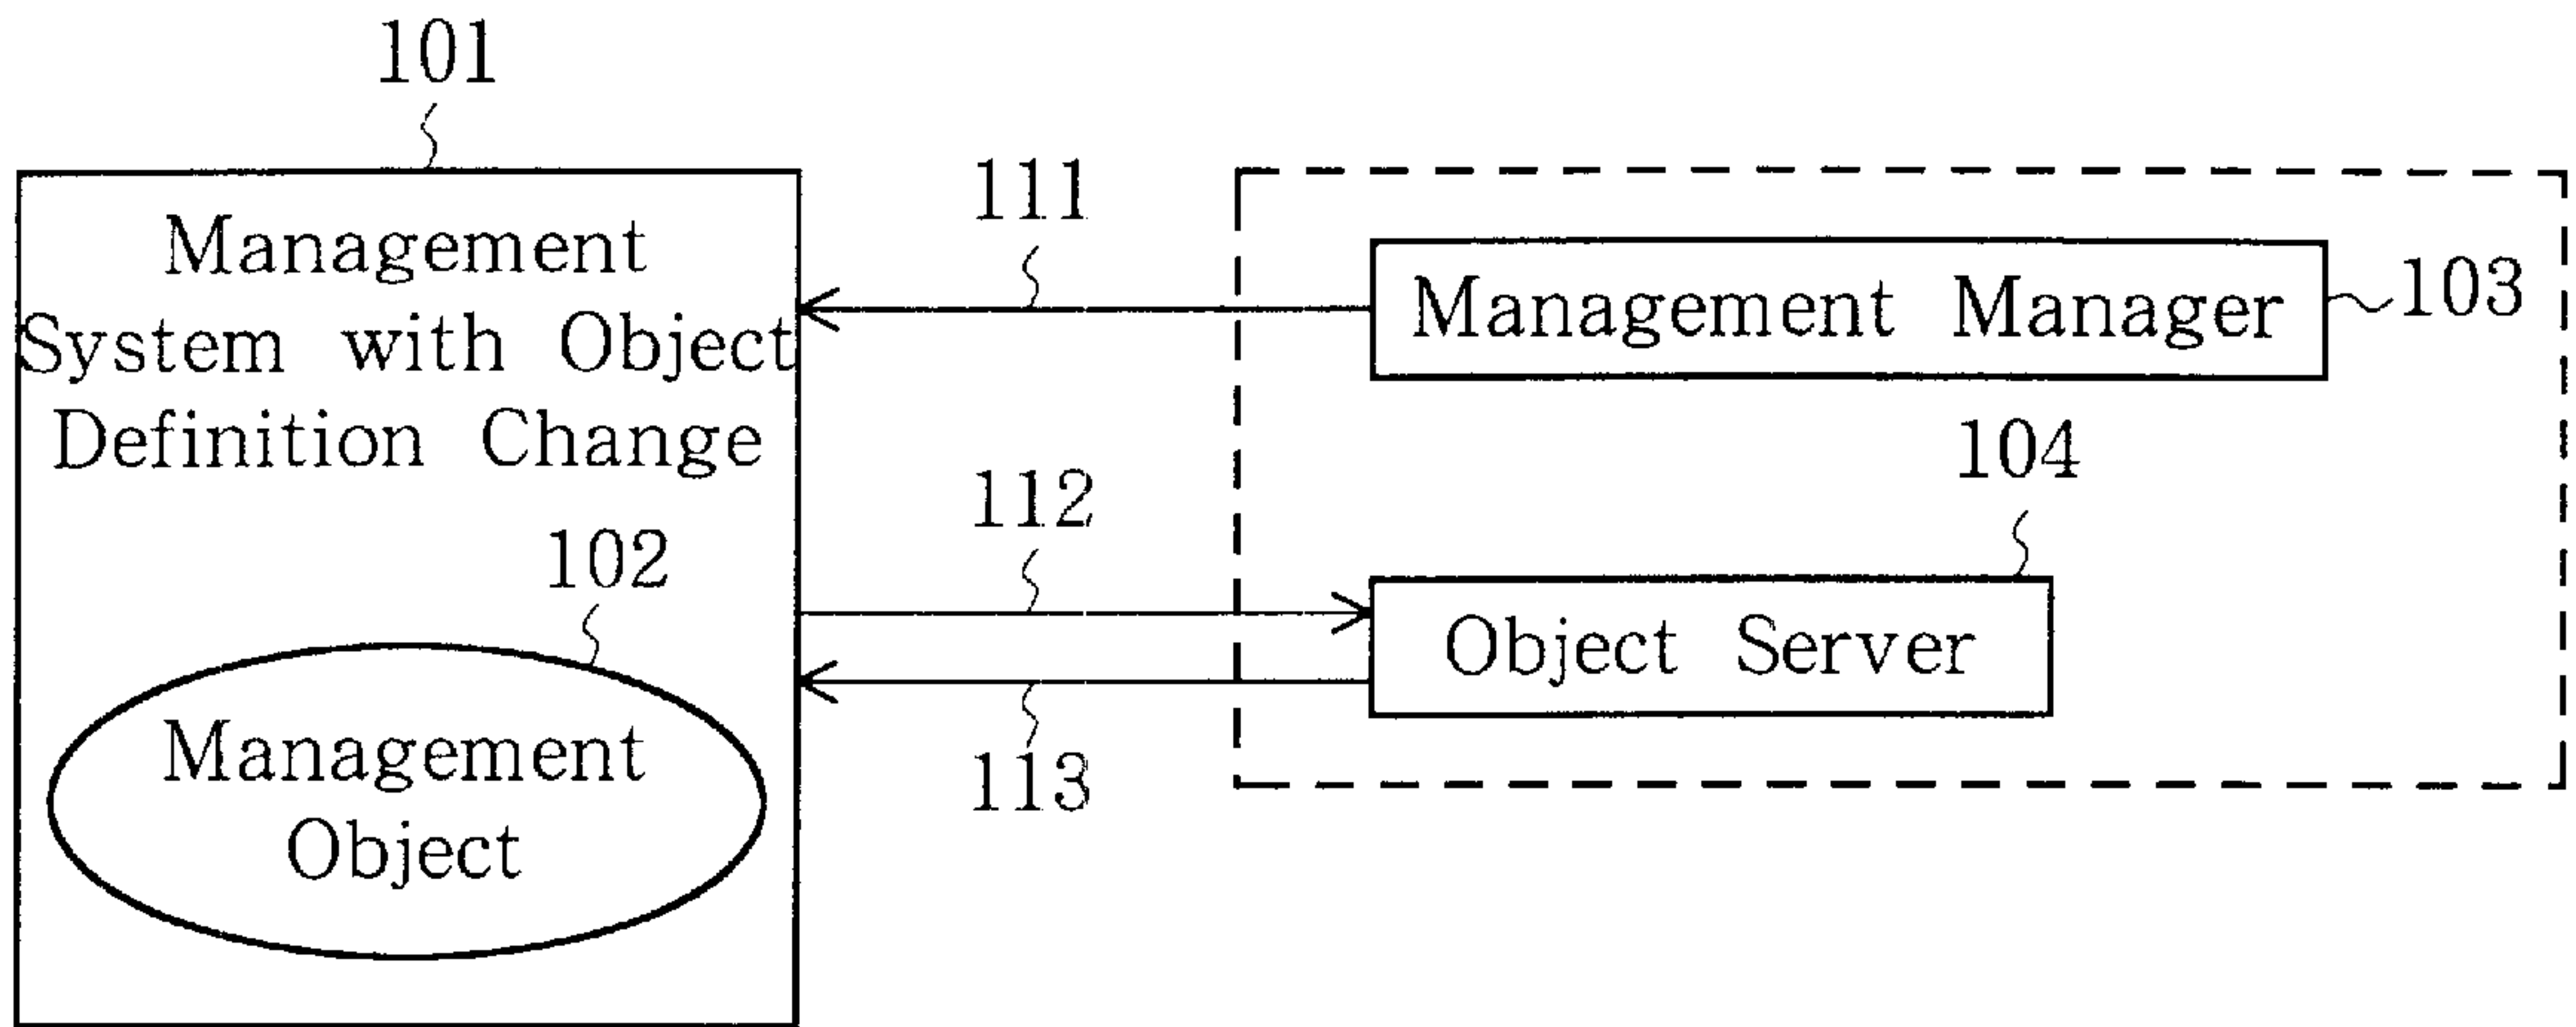 101
Management
System with Object
Definition Change
102
Management
Object
111
112
113
Management Manager
103
104
Object Server